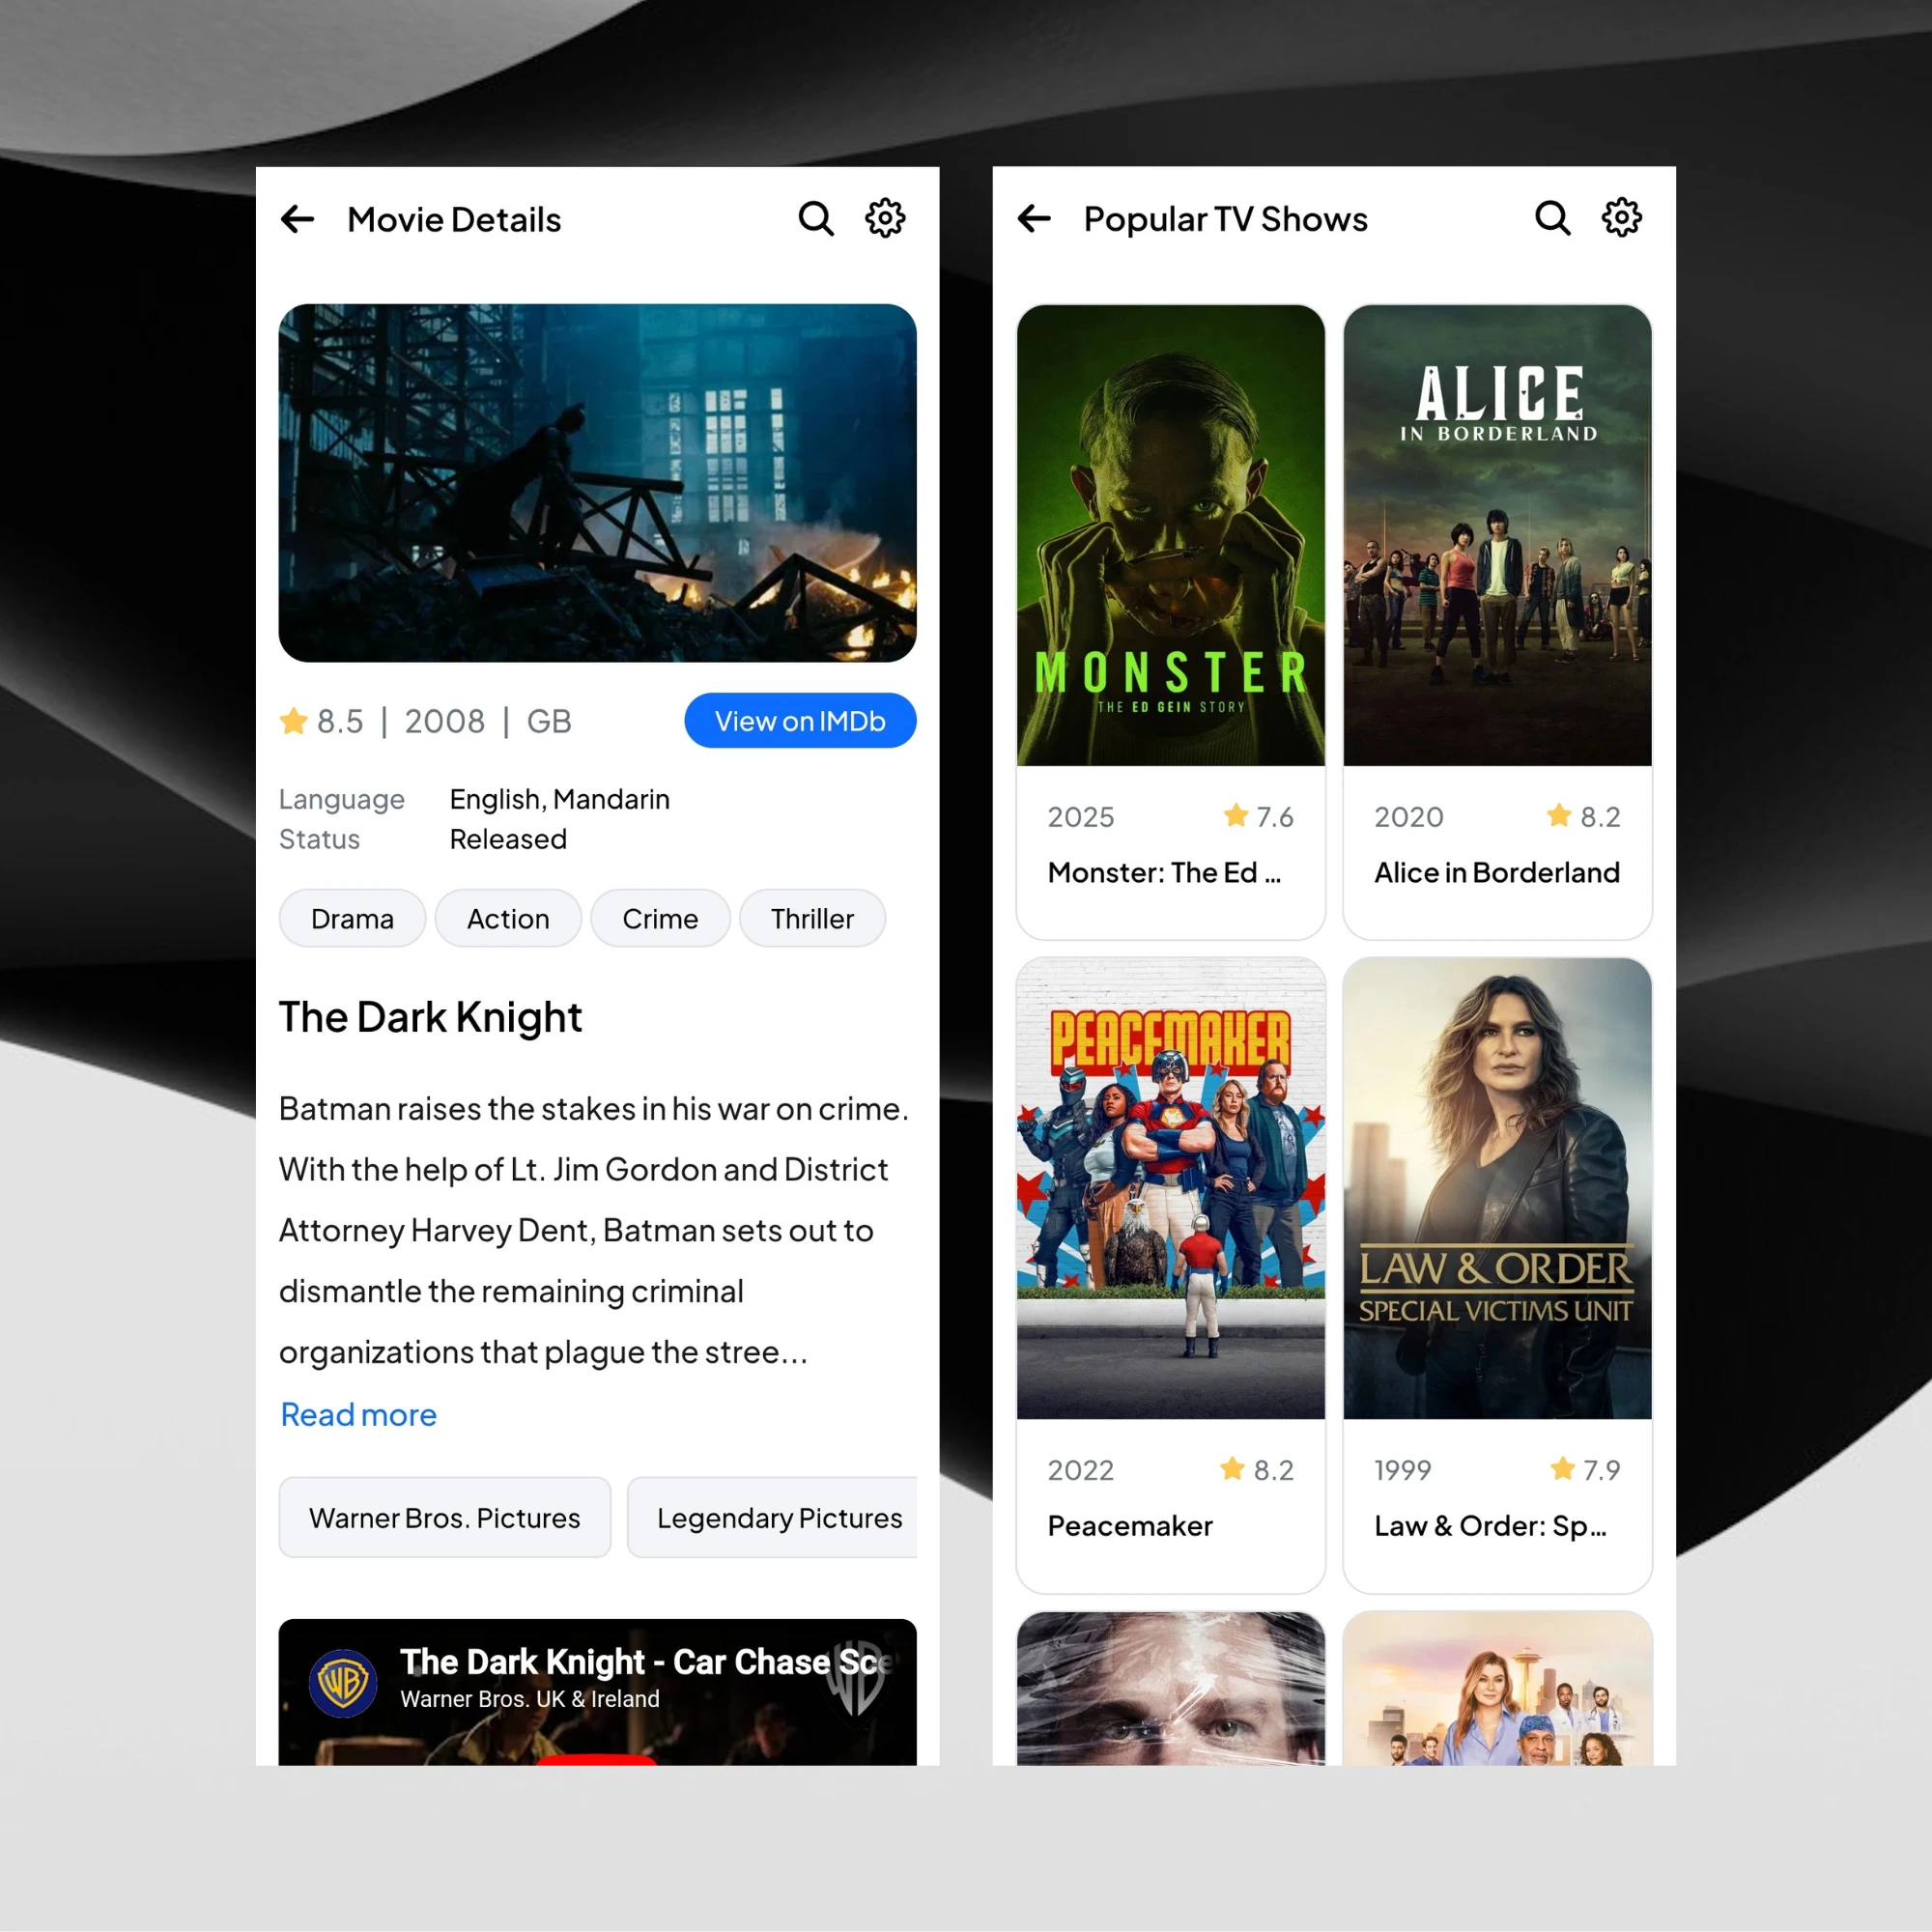 Movie Details
8.5 | 2008 | GB
View on IMDb
Language English, Mandarin
Status Released
Drama Action Crime Thriller
The Dark Knight
Batman raises the stakes in his war on crime.
With the help of Lt. Jim Gordon and District
Attorney Harvey Dent, Batman sets out to
dismantle the remaining criminal
organizations that plague the stree...
Read more
Warner Bros. Pictures Legendary Pictures
WB
The Dark Knight - Car Chase Sce
Warner Bros. UK & Ireland
WB
Popular TV Shows
MONSTER
THE ED GEIN STORY
2025 7.6
Monster: The Ed ...
ALICE
IN BORDERLAND
2020 8.2
Alice in Borderland
PEACEMAKER
2022 8.2
Peacemaker
LAW & ORDER
SPECIAL VICTIMS UNIT
1999 7.9
Law & Order: Sp...